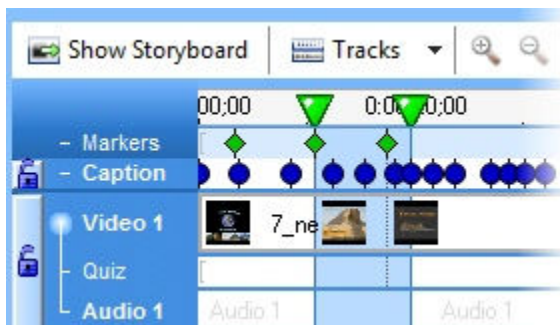 Show Storyboard Tracks
00;00 0:0 0;00
- Markers
- Caption
Video 1 7_ne
- Quiz
Audio 1 Audio 1 Audio 1